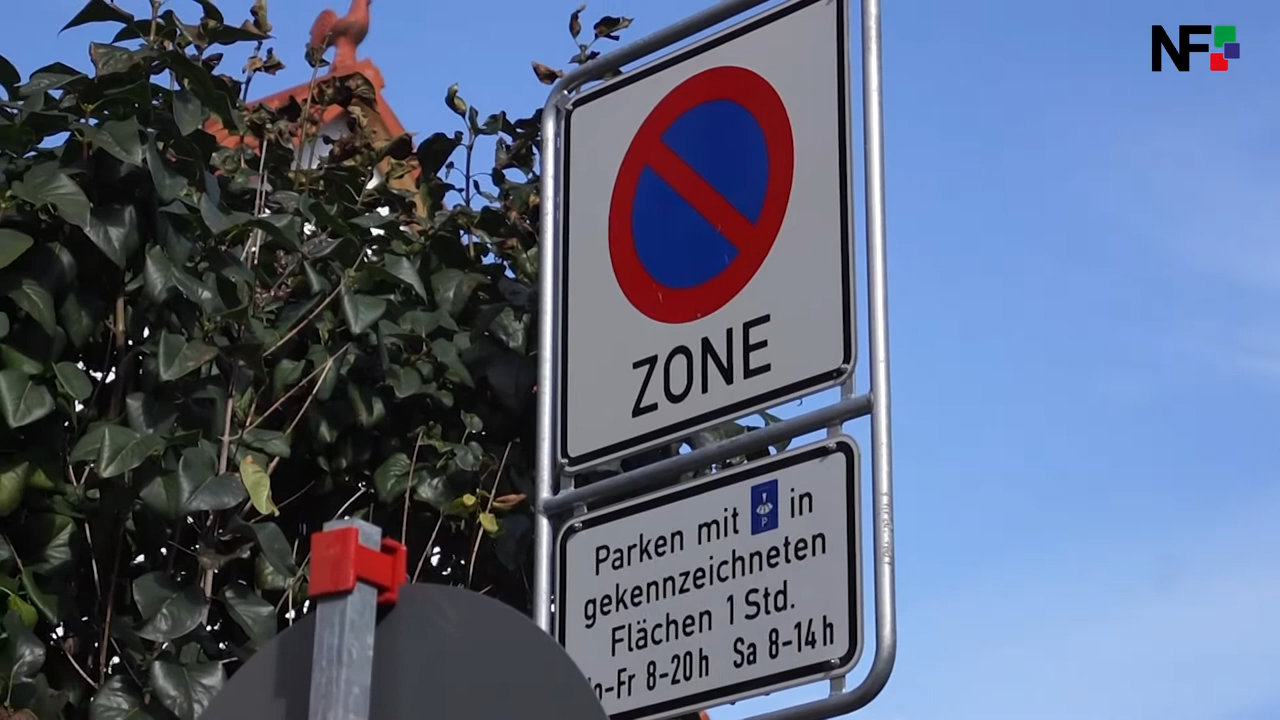 NF
ZONE
Parken mit P in
gekennzeichneten
Flächen 1 Std.
-Fr 8-20h Sa 8-14h